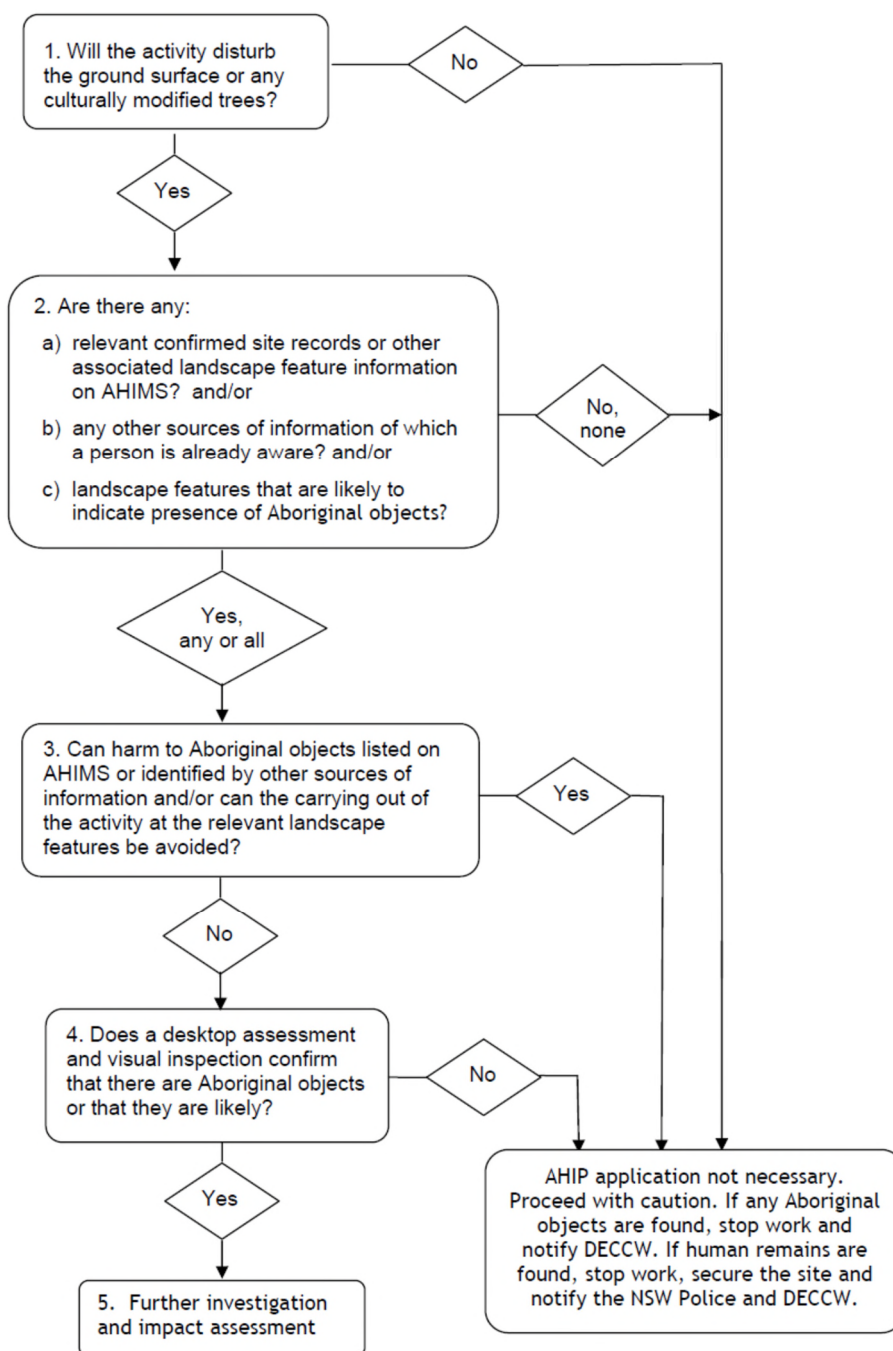 1. Will the activity disturb
the ground surface or any
culturally modified trees?
No
Yes
2. Are there any:
a) relevant confirmed site records or other
associated landscape feature information
on AHIMS? and/or
b) any other sources of information of which
a person is already aware? and/or
c) landscape features that are likely to
indicate presence of Aboriginal objects?
No,
none
Yes,
any or all
3. Can harm to Aboriginal objects listed on
AHIMS or identified by other sources of
information and/or can the carrying out of
the activity at the relevant landscape
features be avoided?
Yes
No
4. Does a desktop assessment
and visual inspection confirm
that there are Aboriginal objects
or that they are likely?
No
Yes
AHIP application not necessary.
Proceed with caution. If any Aboriginal
objects are found, stop work and
notify DECCW. If human remains are
found, stop work, secure the site and
notify the NSW Police and DECCW.
5. Further investigation
and impact assessment